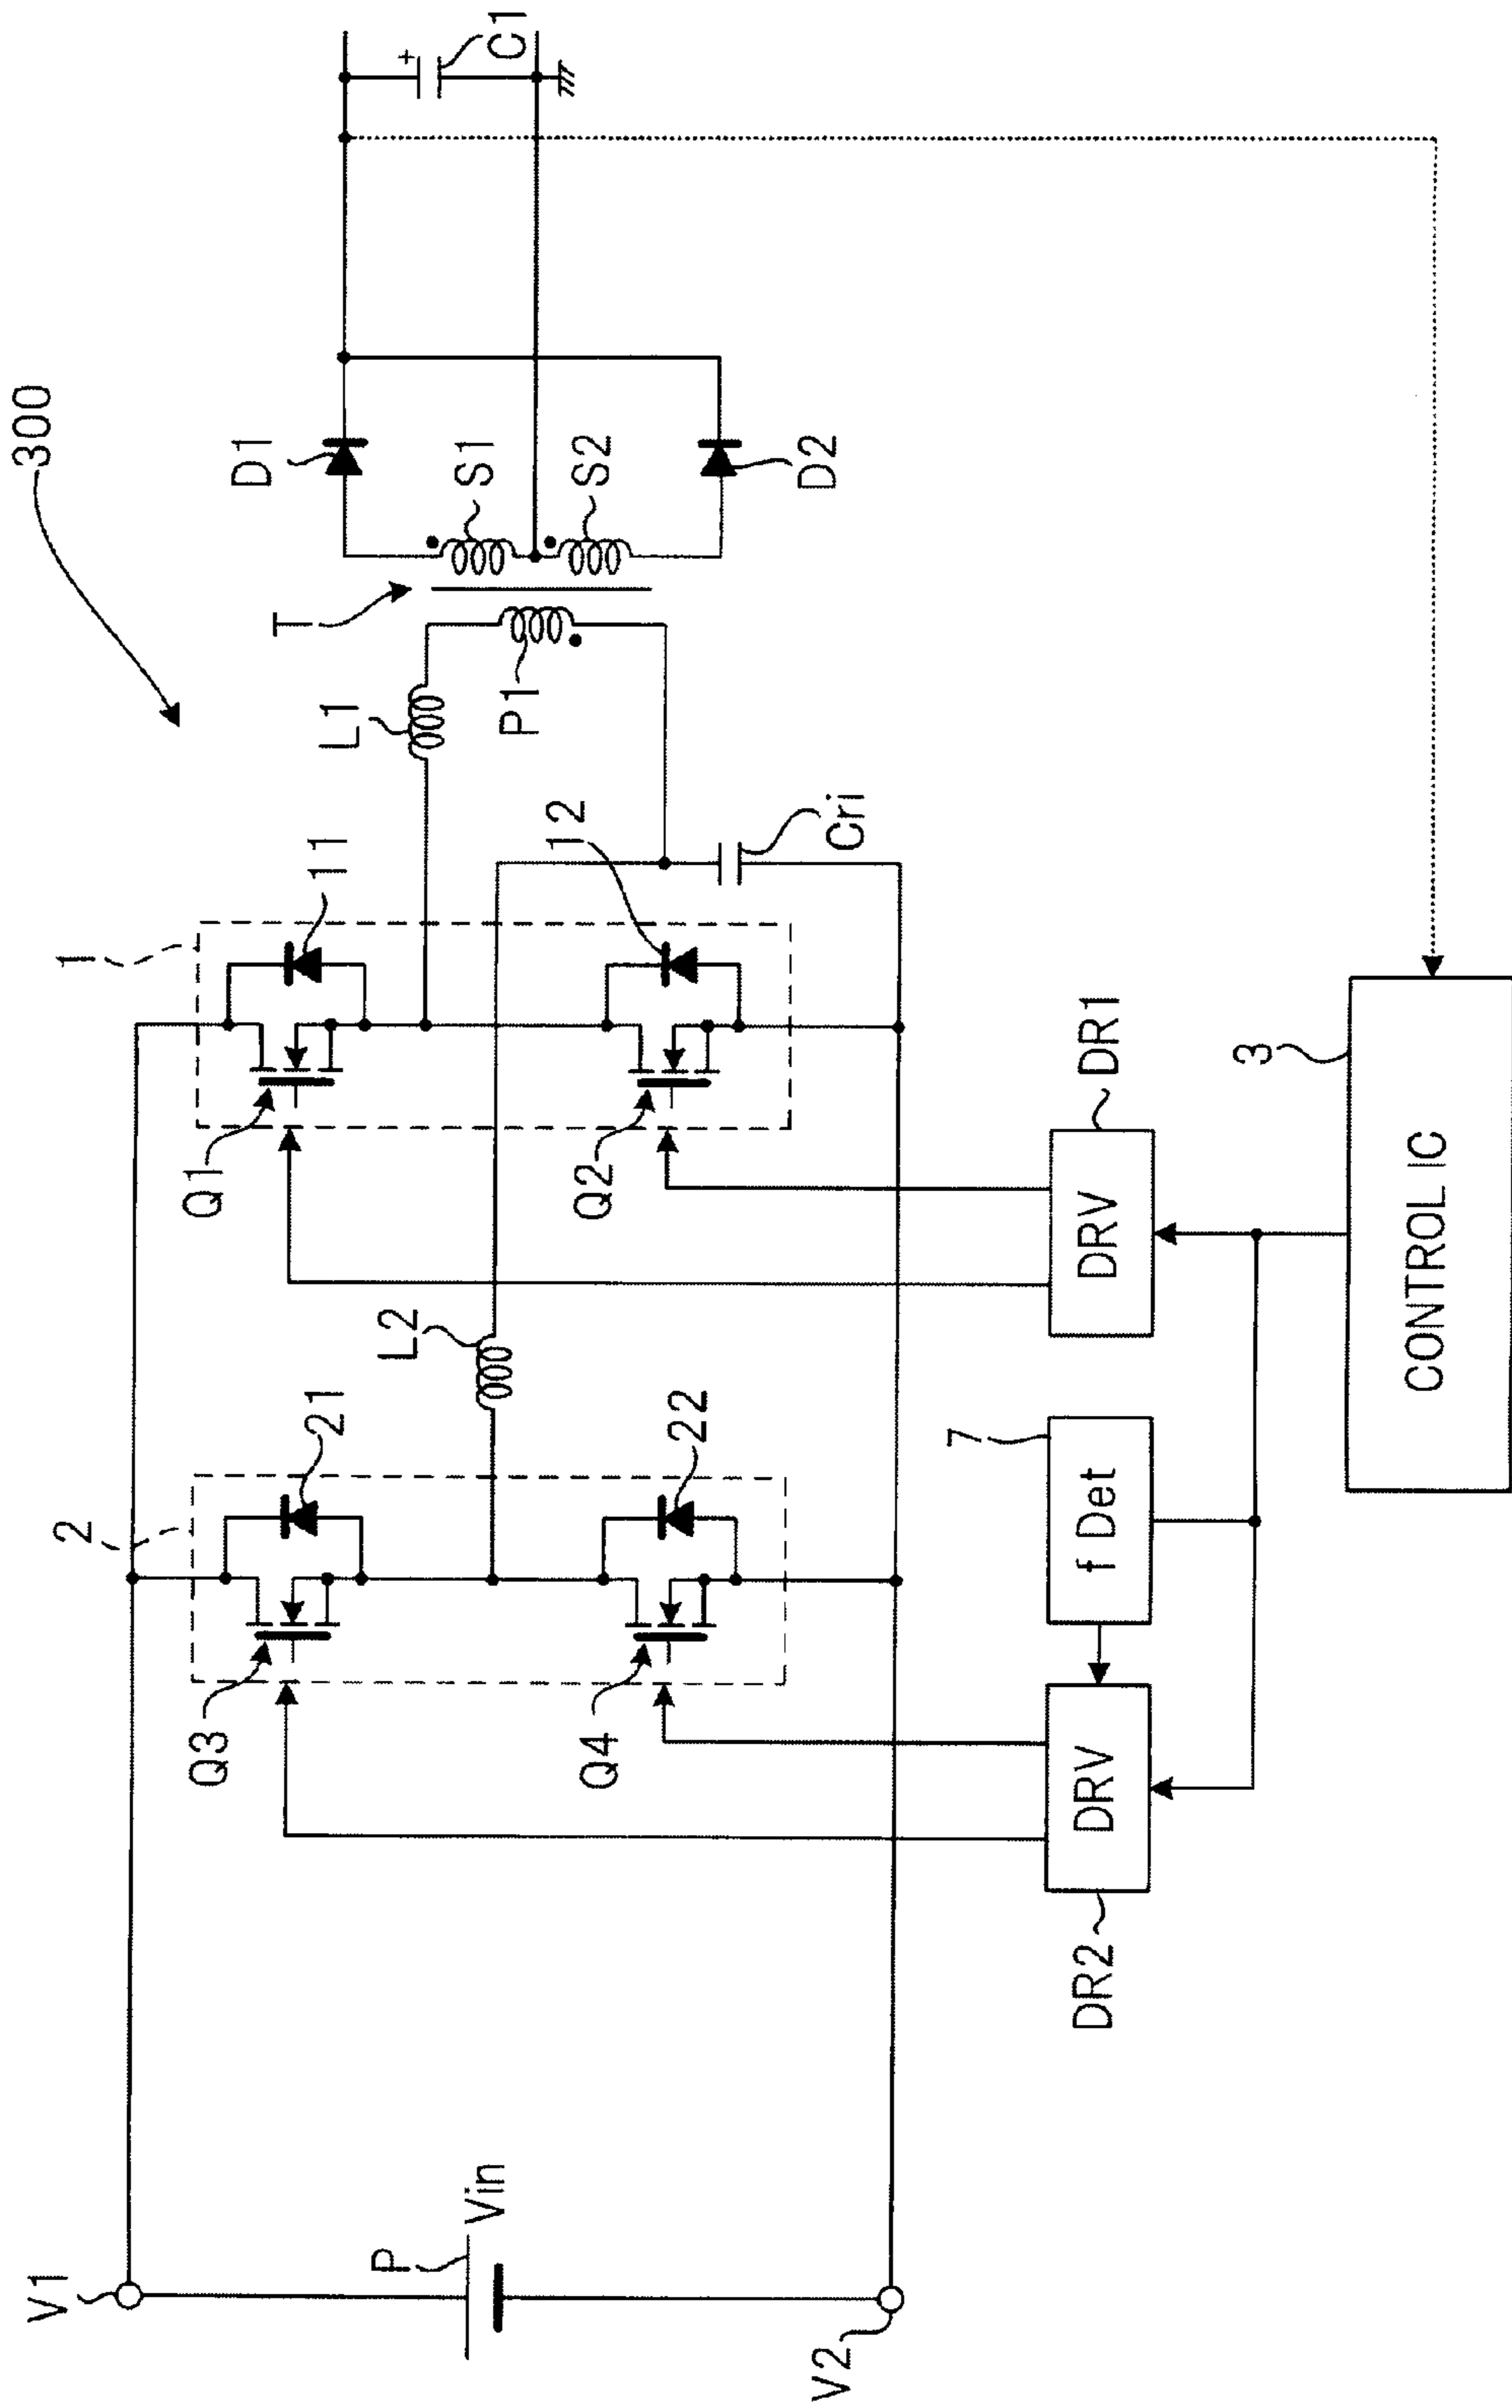 300
V1
P
Vin
V2
2
Q3
21
Q4
22
L2
1
Q1
11
Q2
12
Cri
L1
T
P1
S1
S2
D1
D2
+
C1
DR2
DRV
7
f Det
DR1
DRV
3
CONTROL IC